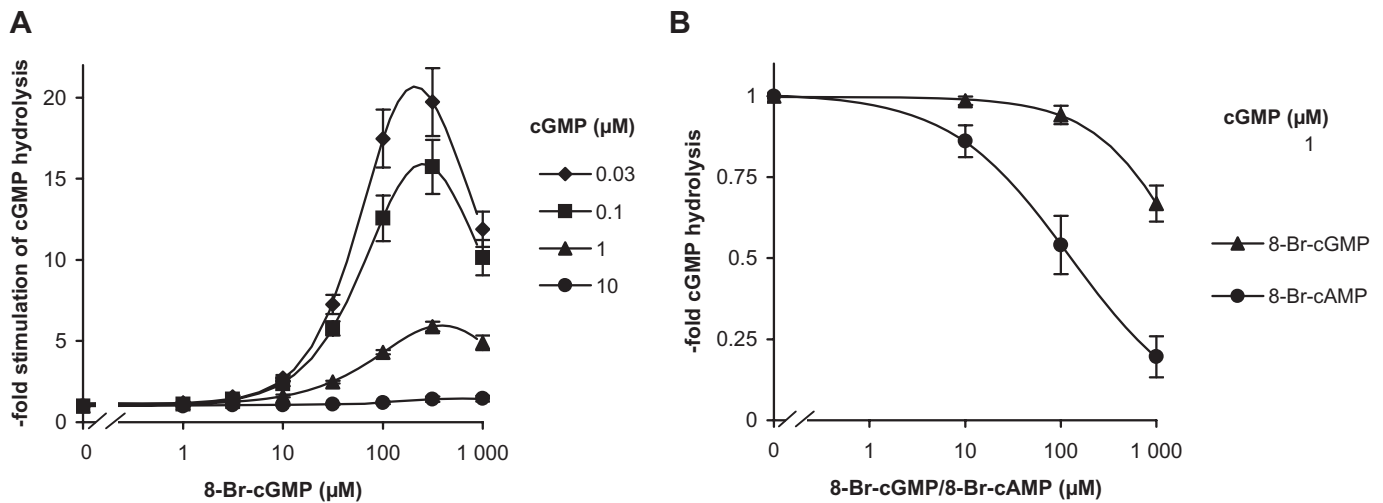 A
-fold stimulation of cGMP hydrolysis
20
15
10
5
0
0 1 10 100 1 000
8-Br-cGMP (µM)
cGMP (µM)
0.03
0.1
1
10
B
-fold cGMP hydrolysis
1
0.75
0.5
0.25
0
0 1 10 100 1 000
8-Br-cGMP/8-Br-cAMP (µM)
cGMP (µM)
1
8-Br-cGMP
8-Br-cAMP